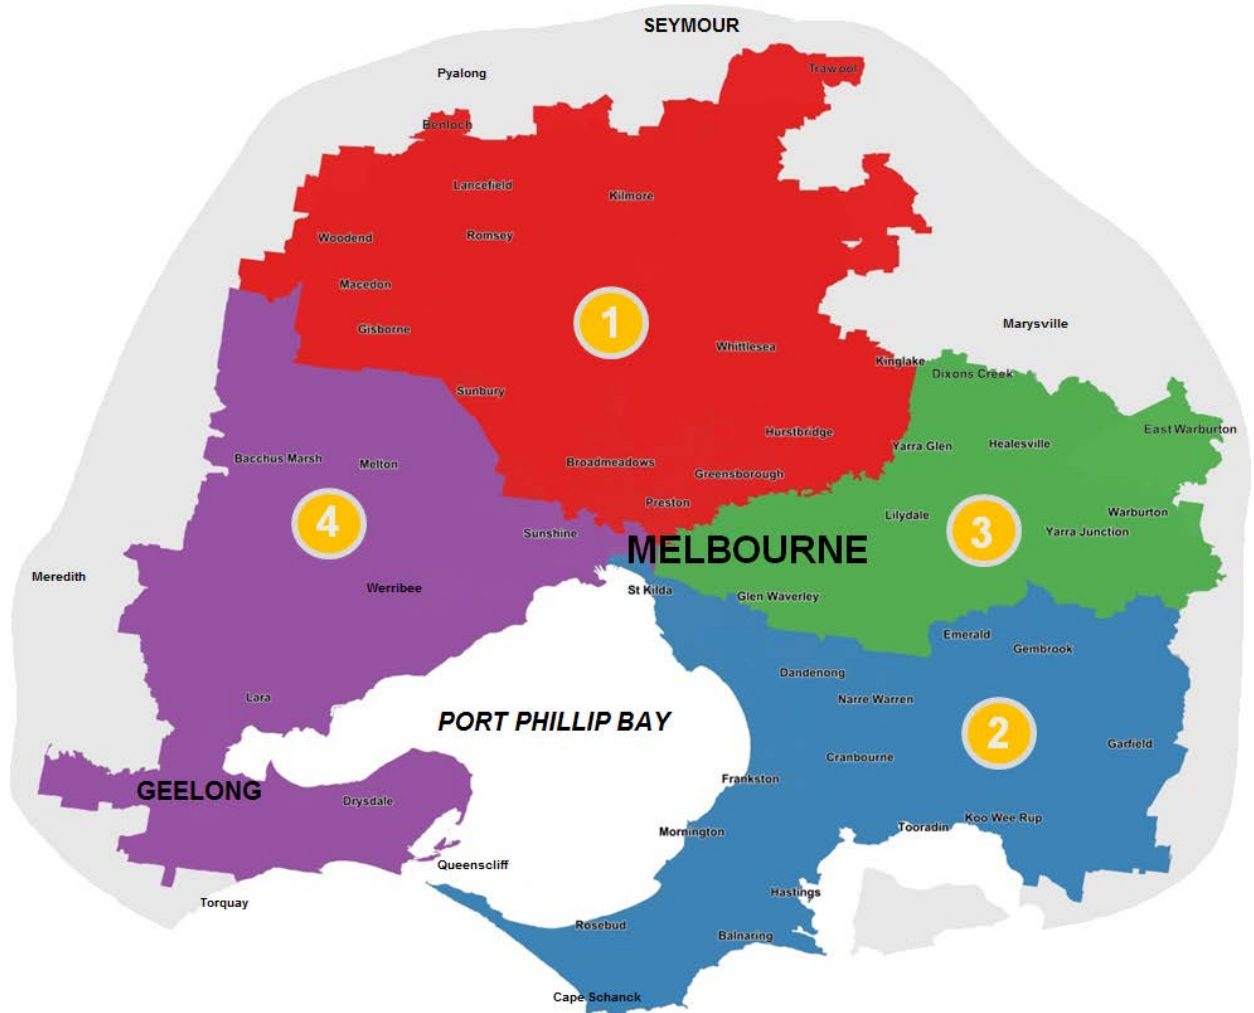 SEYMOUR
Trawool
Pyalong
Benloch
Lancefield
Kilmore
Woodend
Romsey
Macedon
1
Gisborne
Marysville
Whittlesea
Kinglake
Dixons Creek
Sunbury
Hurstbridge
East Warburton
Yarra Glen
Healesville
Bacchus Marsh
Melton
Broadmeadows
Greensborough
Preston
Lilydale
Warburton
4
3
Sunshine
Yarra Junction
MELBOURNE
Meredith
Werribee
St Kilda
Glen Waverley
Emerald
Gembrook
Dandenong
Lara
Narre Warren
PORT PHILLIP BAY
2
Garfield
Cranbourne
Frankston
GEELONG
Drysdale
Koo Wee Rup
Tooradin
Mornington
Queenscliff
Hastings
Torquay
Rosebud
Balnaring
Cape Schanck